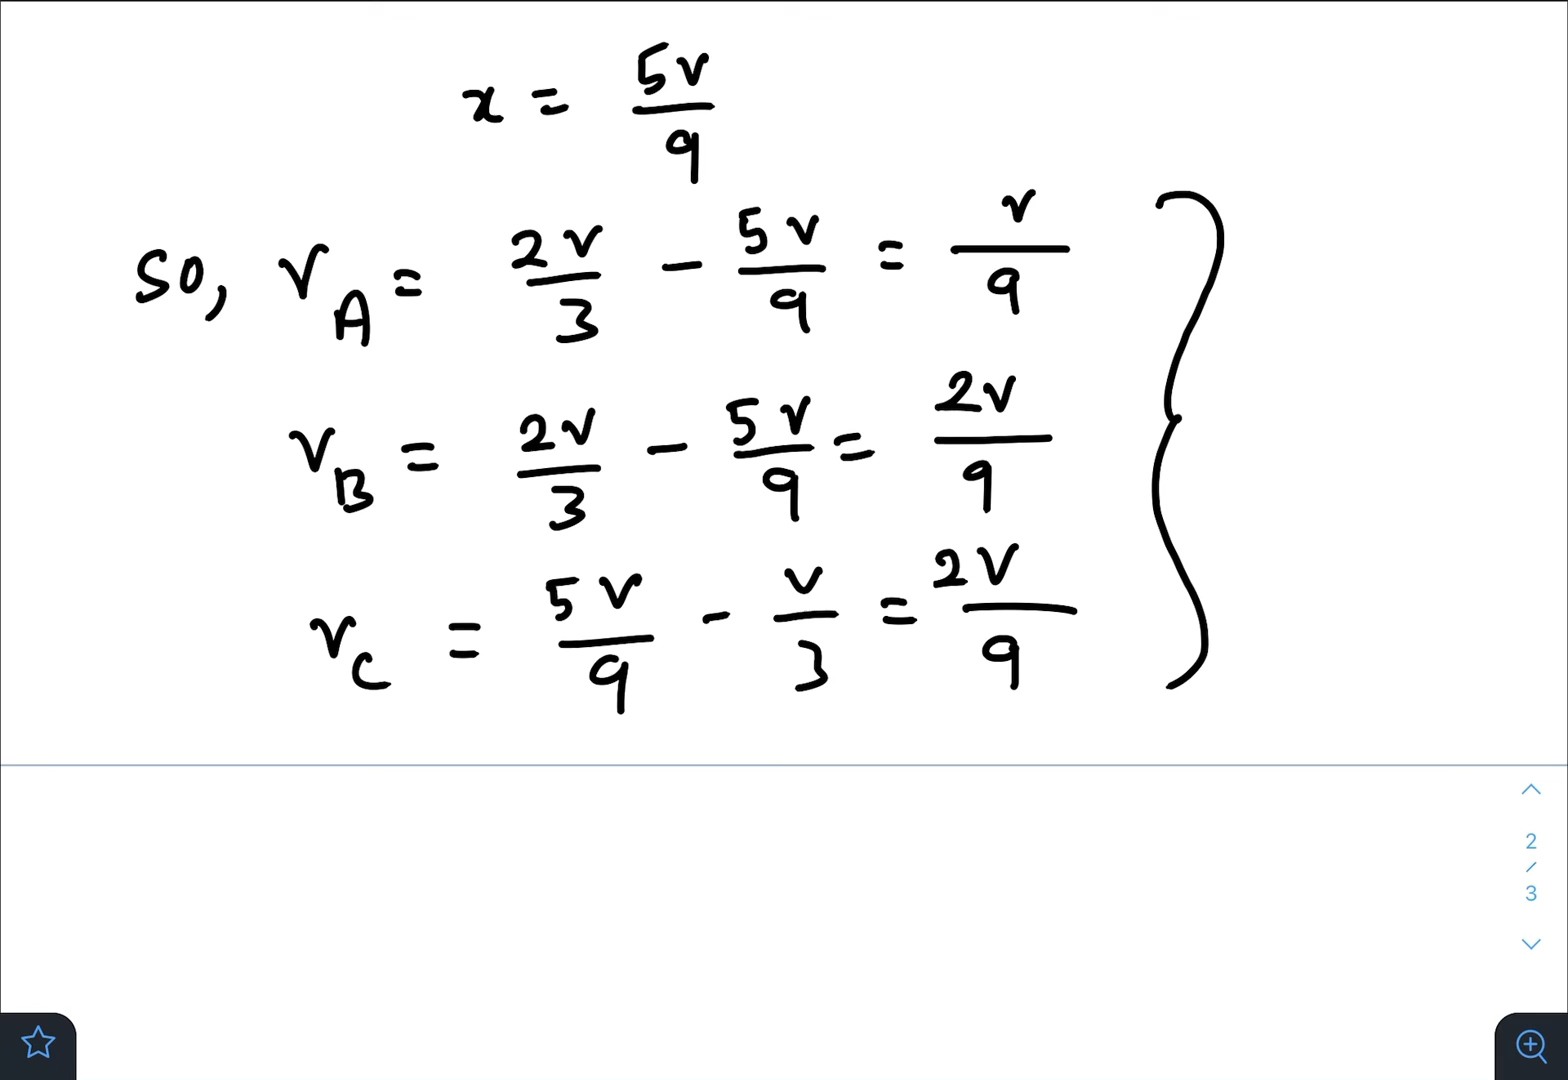 x = 5v/9
so, v_A = 2v/3 - 5v/9 = v/9
v_B = 2v/3 - 5v/9 = 2v/9
v_C = 5v/9 - v/3 = 2v/9
2
/
3